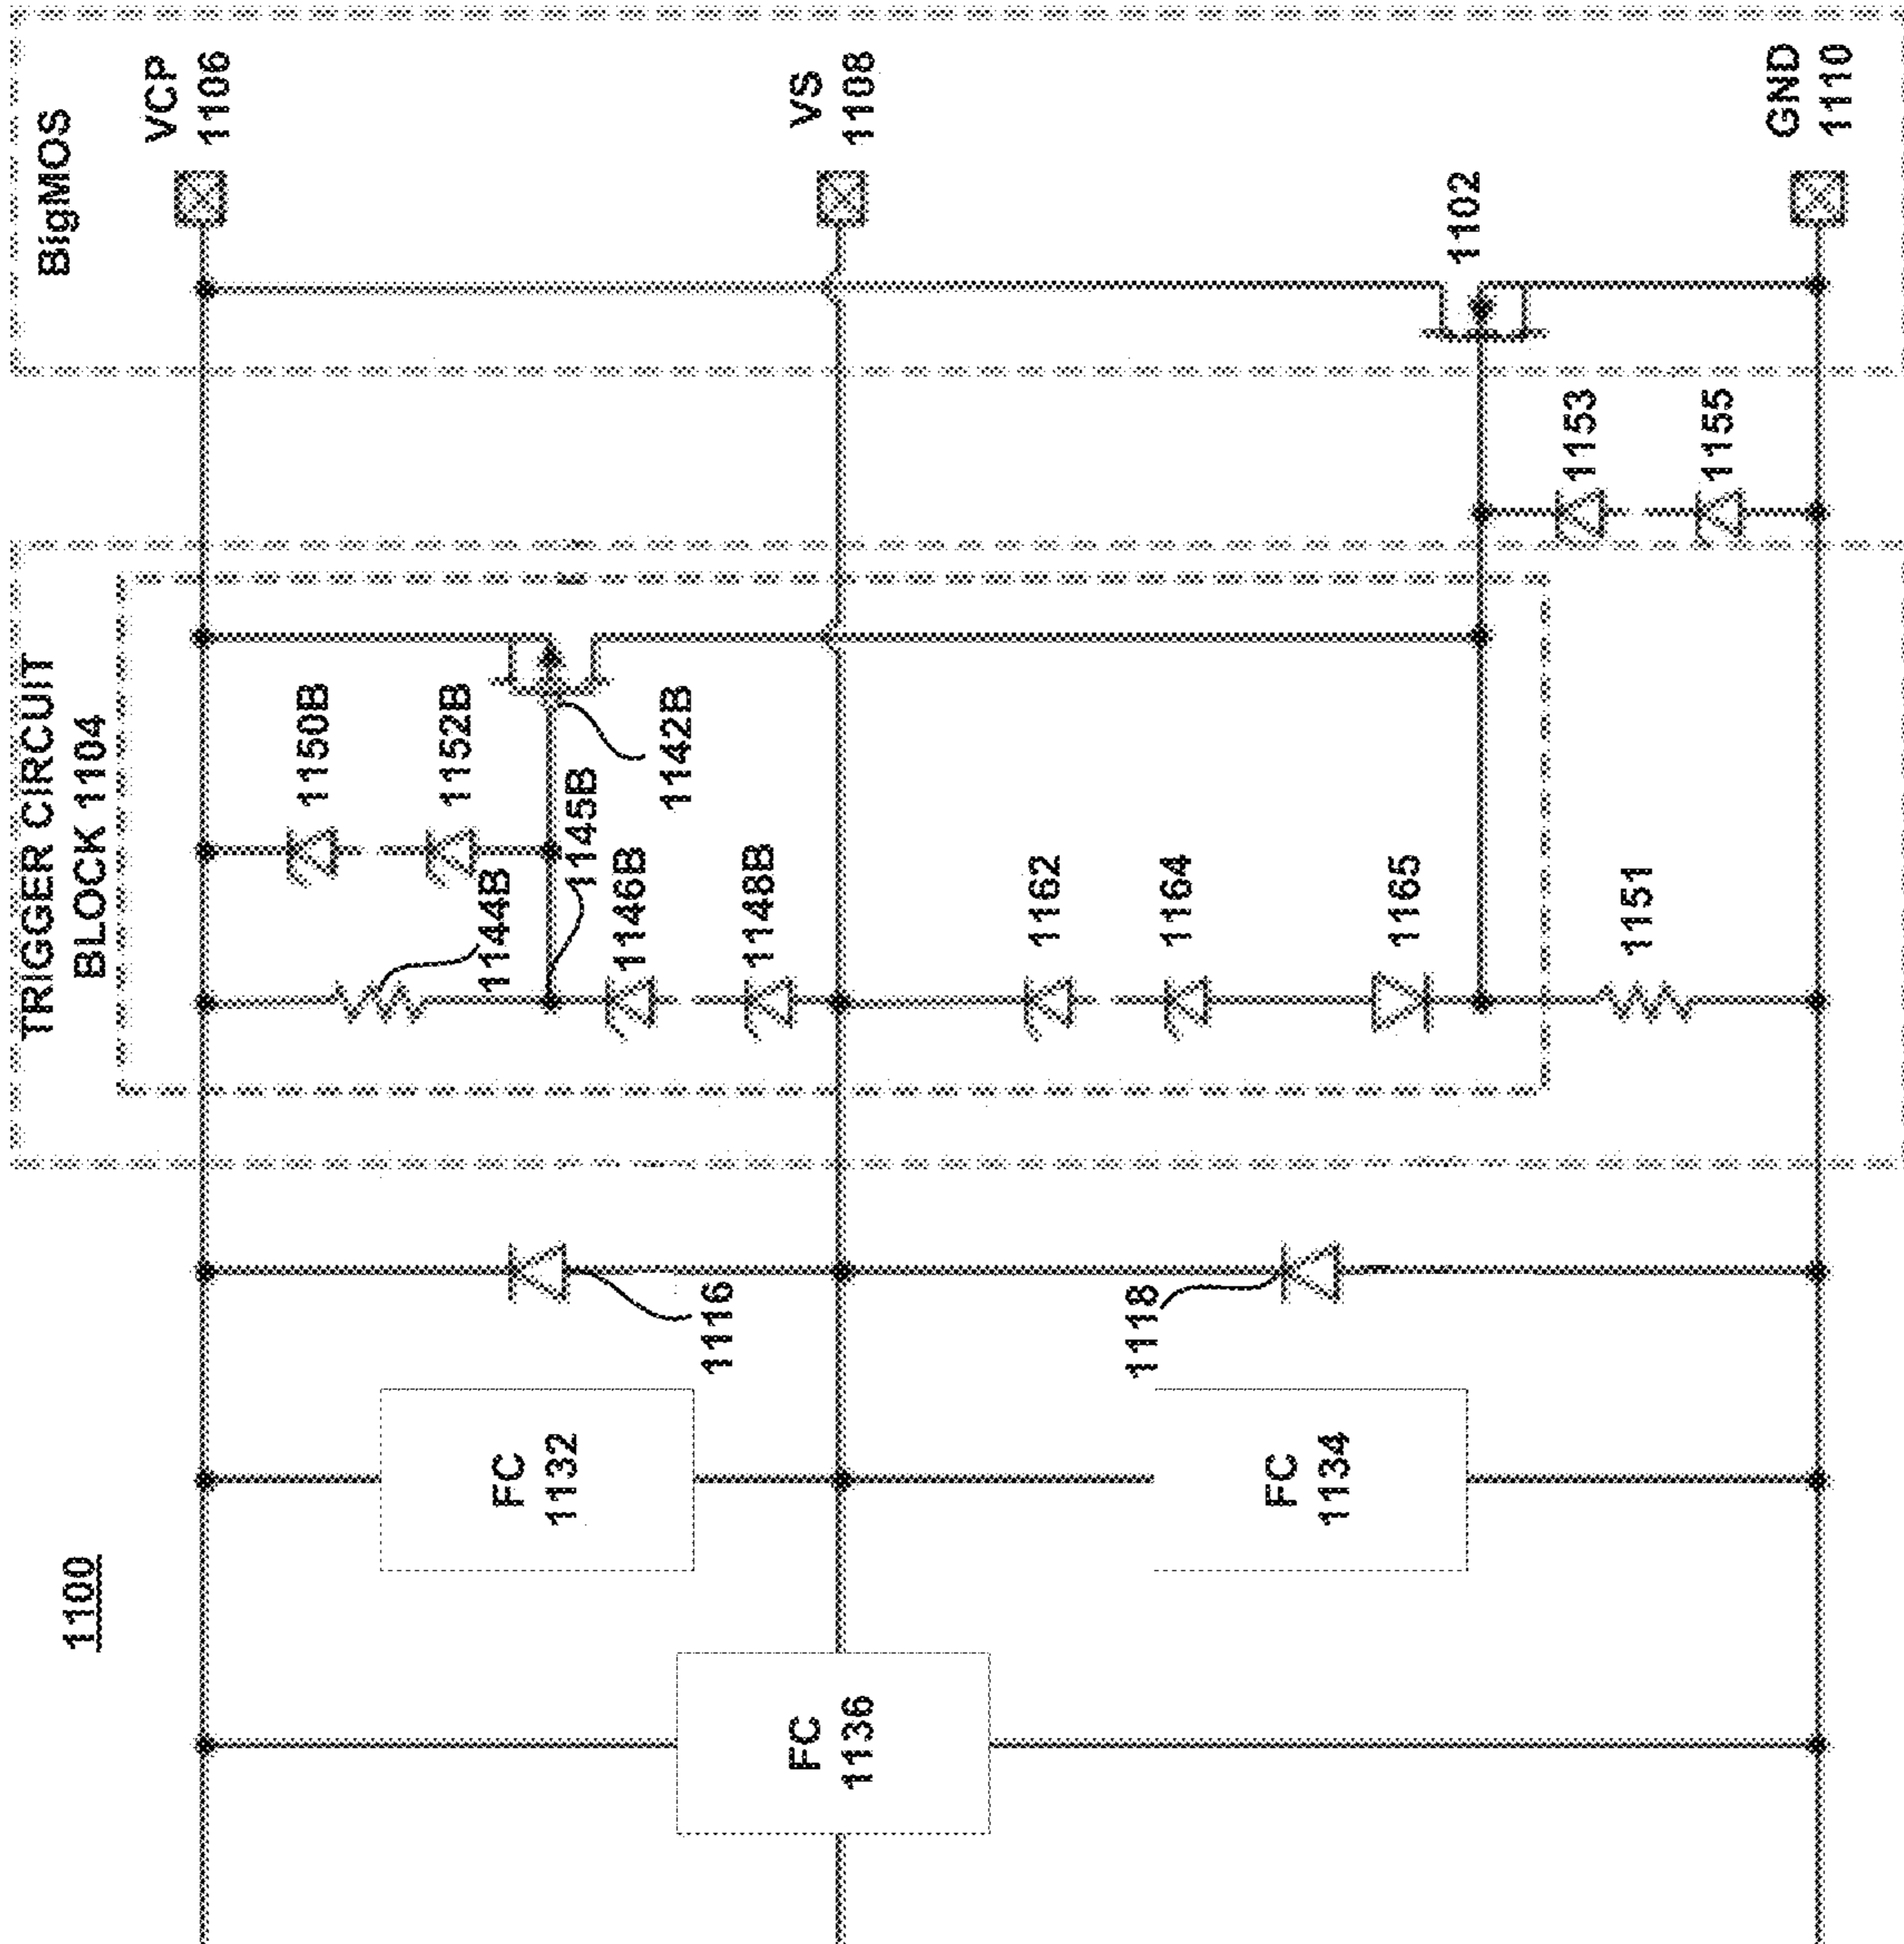 1100
FC
1136
FC
1132
FC
1134
1116
1118
TRIGGER CIRCUIT
BLOCK 1104
1144B
1145B
1146B
1148B
1162
1164
1165
1151
1150B
1152B
1142B
1153
1155
BigMOS
1102
VCP
1106
VS
1108
GND
1110